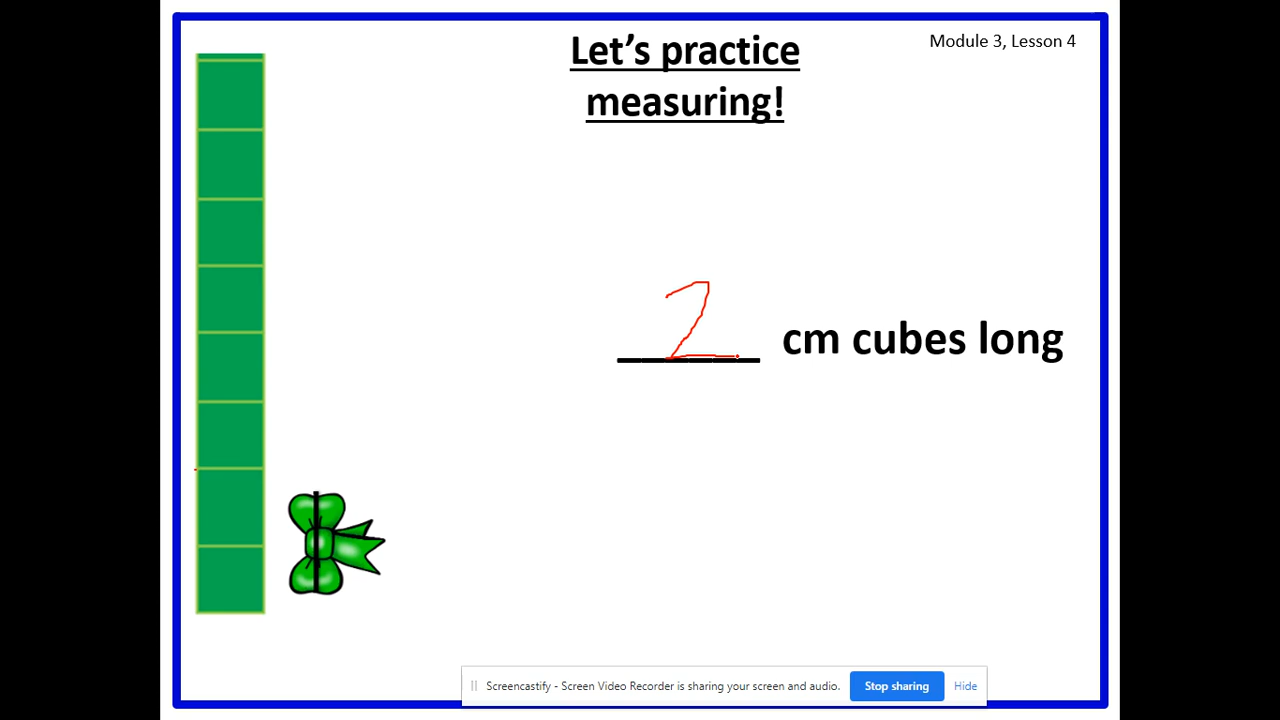 Module 3, Lesson 4
Let's practice
measuring!
2 cm cubes long
Screencastify - Screen Video Recorder is sharing your screen and audio. Stop sharing Hide